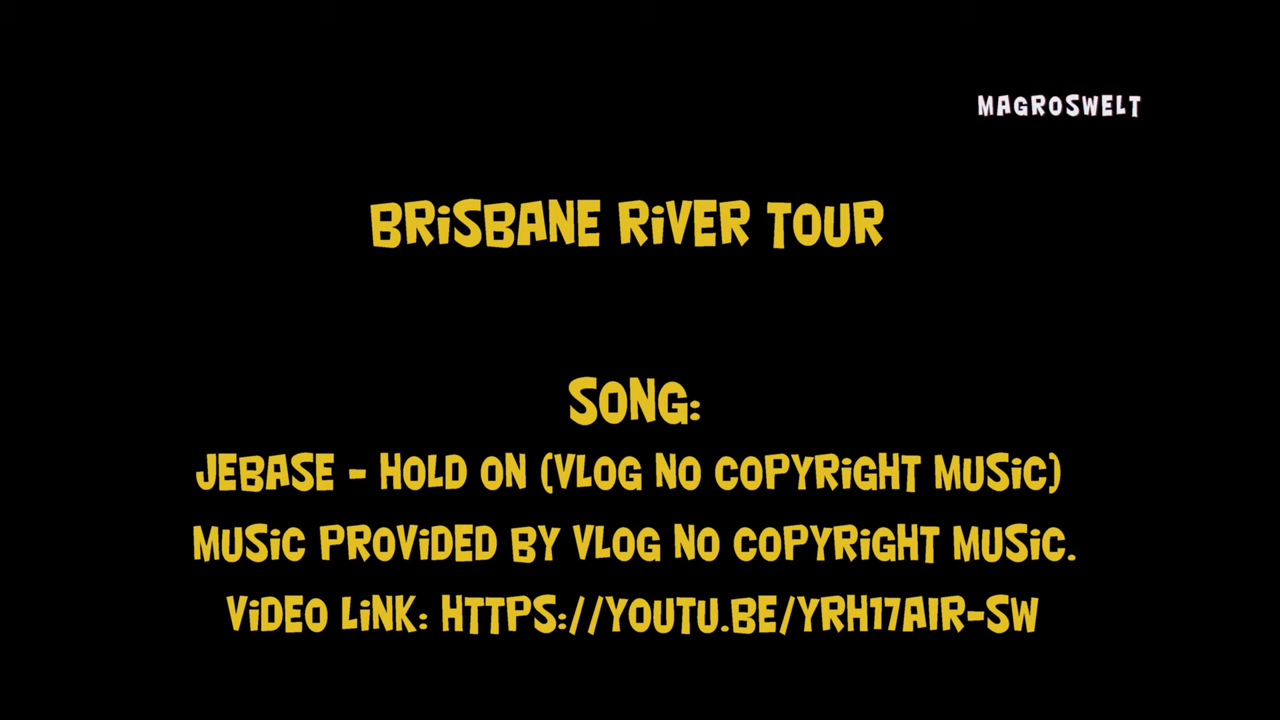 MAGROSWELT
BRiSBANE RiVER TOUR
SONG:
JEBASE - HOLD ON (VLOG NO COPYRiGHT MUSiC)
MUSiC PROViDED BY VLOG NO COPYRiGHT MUSiC.
ViDEO LiNK: HTTPS://YOUTU.BE/YRH17AIR-SW